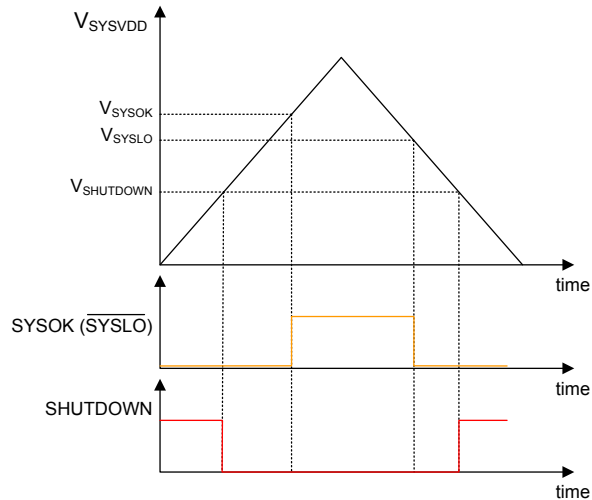 VSYSVDD
VSYSOK
VSYSLO
VSHUTDOWN
time
SYSOK (SYSLO)
time
SHUTDOWN
time